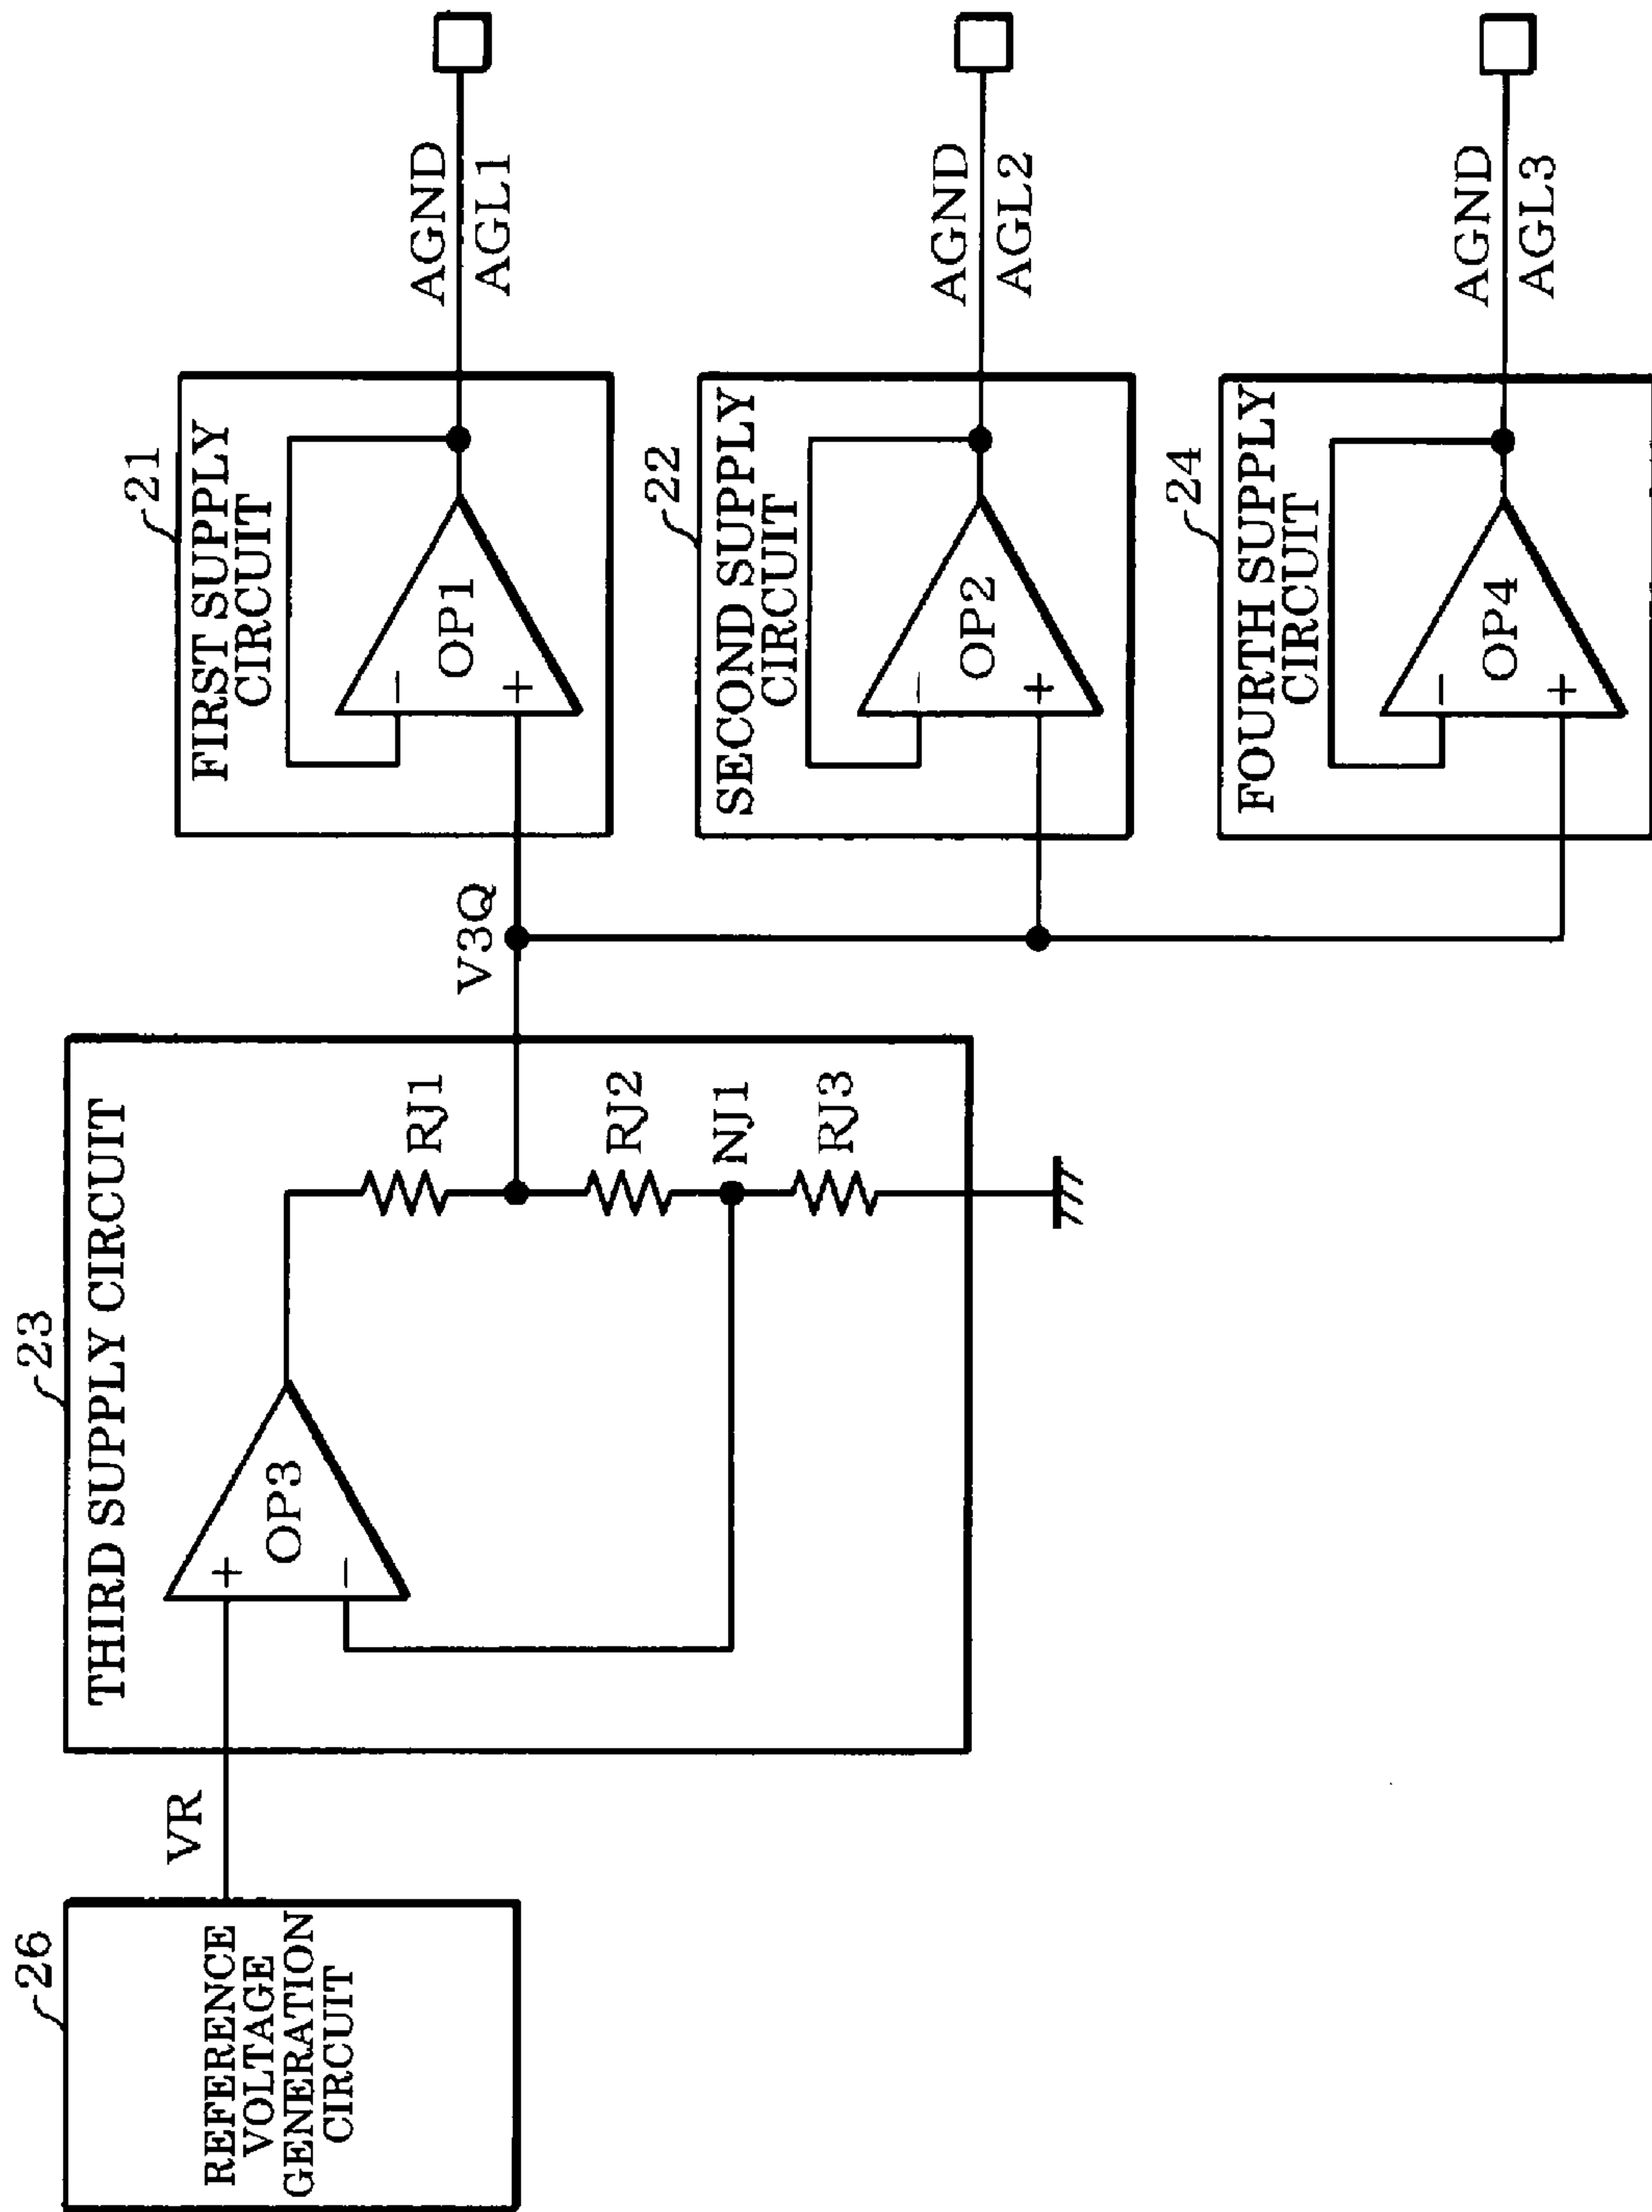 26
REFERENCE
VOLTAGE
GENERATION
CIRCUIT
VR
23
THIRD SUPPLY CIRCUIT
+
OP3
−
RJ1
RJ2
NJ1
RJ3
V3Q
21
FIRST SUPPLY
CIRCUIT
−
OP1
+
AGND
AGL1
22
SECOND SUPPLY
CIRCUIT
−
OP2
+
AGND
AGL2
24
FOURTH SUPPLY
CIRCUIT
−
OP4
+
AGND
AGL3